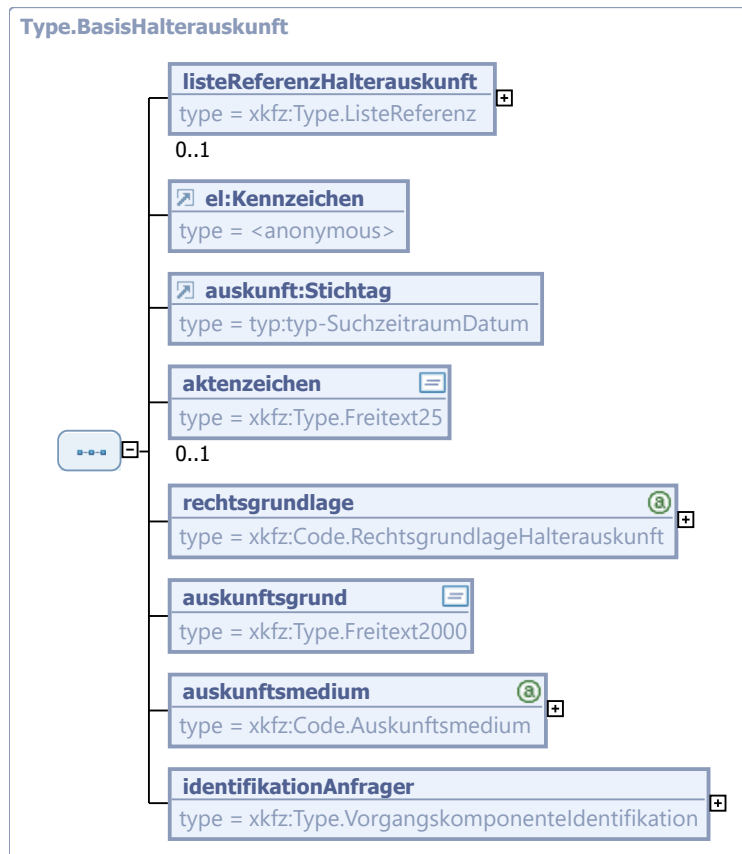 Type.BasisHalterauskunft
listeReferenzHalterauskunft
type = xkfz:Type.ListeReferenz
0..1
el:Kennzeichen
type = <anonymous>
auskunft:Stichtag
type = typ:typ-SuchzeitraumDatum
aktenzeichen
type = xkfz:Type.Freitext25
0..1
rechtsgrundlage
a
type = xkfz:Code.RechtsgrundlageHalterauskunft
auskunftsgrund
type = xkfz:Type.Freitext2000
auskunftsmedium
a
type = xkfz:Code.Auskunftsmedium
identifikationAnfrager
type = xkfz:Type.VorgangskomponenteIdentifikation